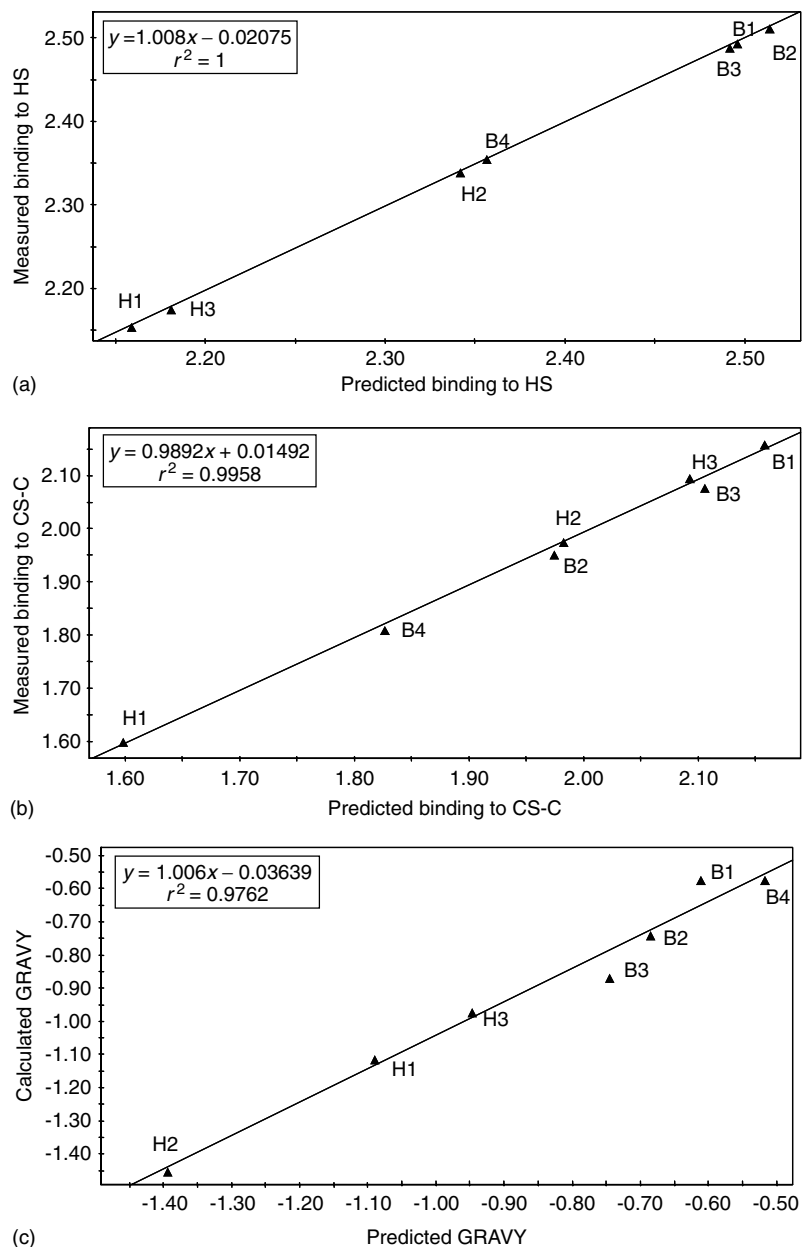 y =1.008x – 0.02075
r² = 1
2.50
2.40
2.30
2.20
Measured binding to HS
B1
B2
B3
B4
H2
H1
H3
2.20 2.30 2.40 2.50
(a) Predicted binding to HS
y = 0.9892x + 0.01492
r² = 0.9958
2.10
2.00
1.90
1.80
1.70
1.60
Measured binding to CS-C
H3
B1
B3
H2
B2
B4
H1
1.60 1.70 1.80 1.90 2.00 2.10
(b) Predicted binding to CS-C
y = 1.006x – 0.03639
r² = 0.9762
-0.50
-0.60
-0.70
-0.80
-0.90
-1.00
-1.10
-1.20
-1.30
-1.40
Calculated GRAVY
B1
B4
B2
B3
H3
H1
H2
-1.40 -1.30 -1.20 -1.10 -1.00 -0.90 -0.80 -0.70 -0.60 -0.50
(c) Predicted GRAVY